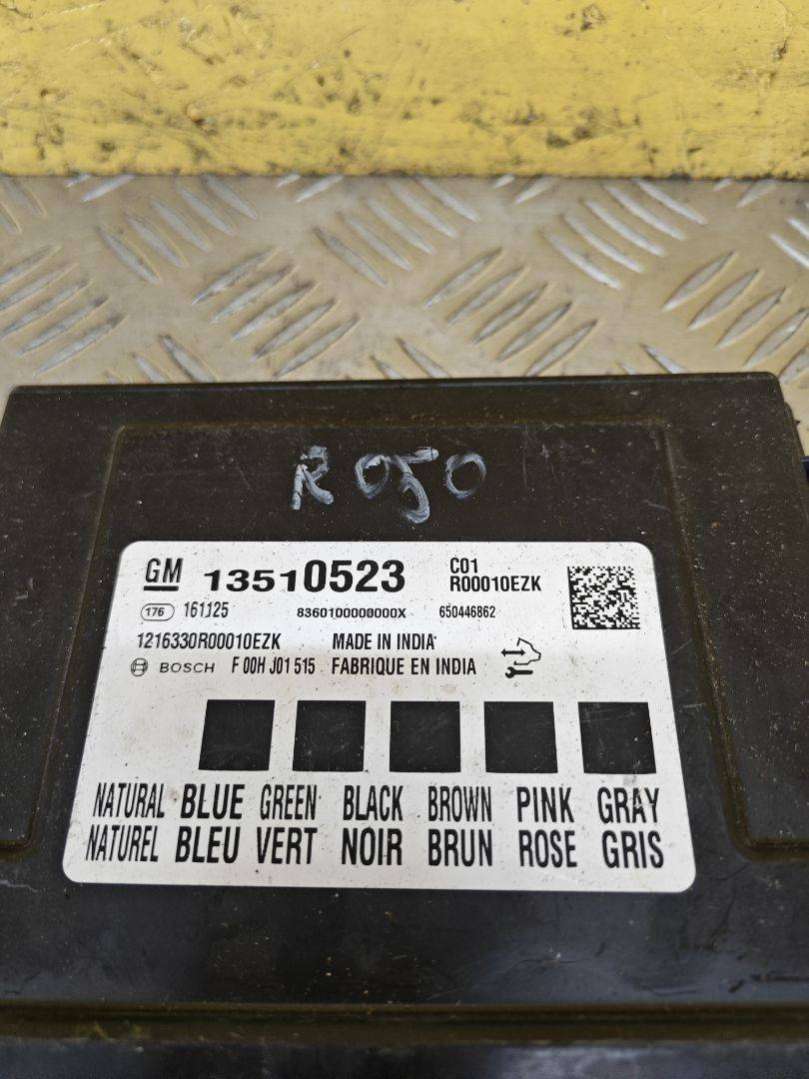 R 050
GM 13510523 C01
R00010EZK
176 161125 8360100000000X 650446862
1216330R00010EZK MADE IN INDIA
BOSCH F 00H J01 515 FABRIQUE EN INDIA
NATURAL BLUE GREEN BLACK BROWN PINK GRAY
NATUREL BLEU VERT NOIR BRUN ROSE GRIS